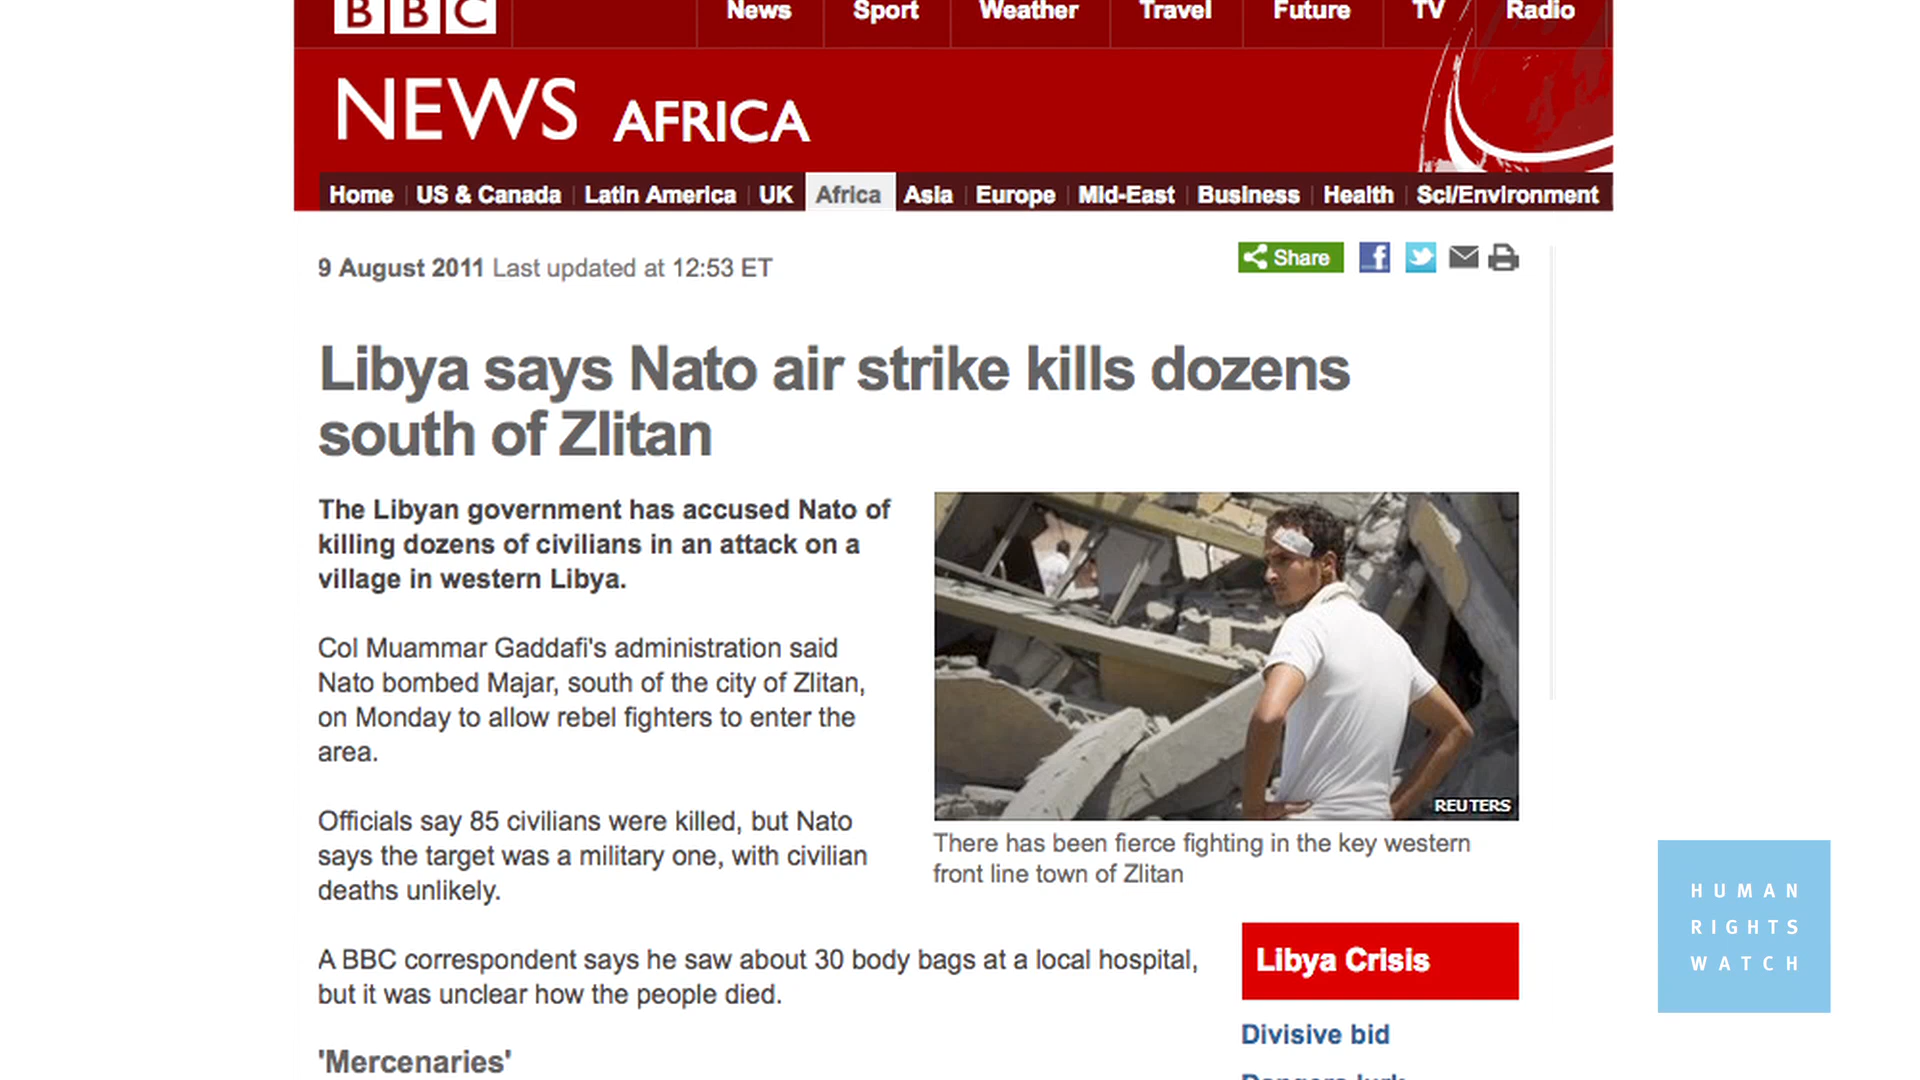 BBC
News Sport Weather Travel Future TV Radio
NEWS AFRICA
Home US & Canada Latin America UK Africa Asia Europe Mid-East Business Health Sci/Environment
9 August 2011 Last updated at 12:53 ET
Share
Libya says Nato air strike kills dozens
south of Zlitan
The Libyan government has accused Nato of
killing dozens of civilians in an attack on a
village in western Libya.
Col Muammar Gaddafi's administration said
Nato bombed Majar, south of the city of Zlitan,
on Monday to allow rebel fighters to enter the
area.
Officials say 85 civilians were killed, but Nato
says the target was a military one, with civilian
deaths unlikely.
REUTERS
There has been fierce fighting in the key western
front line town of Zlitan
A BBC correspondent says he saw about 30 body bags at a local hospital,
but it was unclear how the people died.
'Mercenaries'
Libya Crisis
Divisive bid
HUMAN
RIGHTS
WATCH